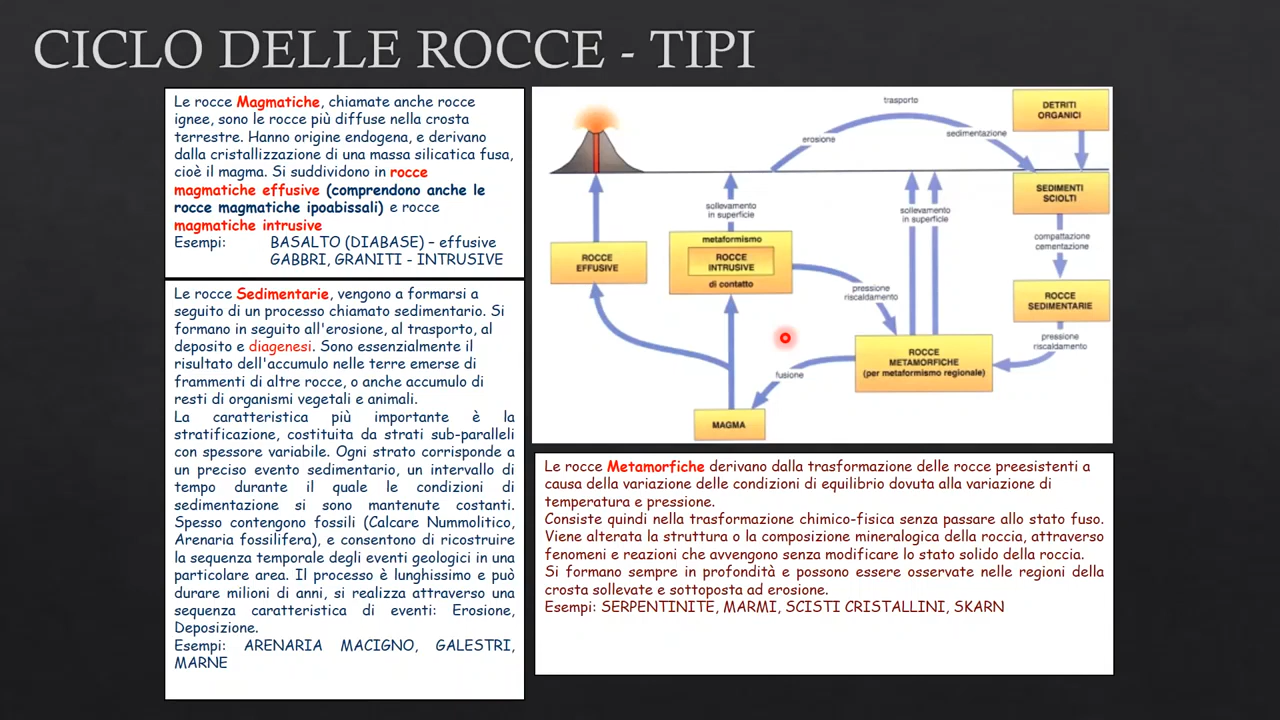 CICLO DELLE ROCCE - TIPI
Le rocce Magmatiche, chiamate anche rocce
ignee, sono le rocce più diffuse nella crosta
terrestre. Hanno origine endogena, e derivano
dalla cristallizzazione di una massa silicatica fusa,
cioè il magma. Si suddividono in rocce
magmatiche effusive (comprendono anche le
rocce magmatiche ipoabissali) e rocce
magmatiche intrusive
Esempi: BASALTO (DIABASE) – effusive
GABBRI, GRANITI - INTRUSIVE
Le rocce Sedimentarie, vengono a formarsi a
seguito di un processo chiamato sedimentario. Si
formano in seguito all'erosione, al trasporto, al
deposito e diagenesi. Sono essenzialmente il
risultato dell'accumulo nelle terre emerse di
frammenti di altre rocce, o anche accumulo di
resti di organismi vegetali e animali.
La caratteristica più importante è la
stratificazione, costituita da strati sub-paralleli
con spessore variabile. Ogni strato corrisponde a
un preciso evento sedimentario, un intervallo di
tempo durante il quale le condizioni di
sedimentazione si sono mantenute costanti.
Spesso contengono fossili (Calcare Nummolitico,
Arenaria fossilifera), e consentono di ricostruire
la sequenza temporale degli eventi geologici in una
particolare area. Il processo è lunghissimo e può
durare milioni di anni, si realizza attraverso una
sequenza caratteristica di eventi: Erosione,
Deposizione.
Esempi: ARENARIA MACIGNO, GALESTRI,
MARNE
trasporto
erosione
sedimentazione
DETRITI
ORGANICI
SEDIMENTI
SCIOLTI
sollevamento
in superficie
sollevamento
in superficie
compattazione
cementazione
ROCCE
EFFUSIVE
metaformismo
ROCCE
INTRUSIVE
di contatto
pressione
riscaldamento
ROCCE
SEDIMENTARIE
pressione
riscaldamento
ROCCE
METAMORFICHE
(per metaformismo regionale)
fusione
MAGMA
Le rocce Metamorfiche derivano dalla trasformazione delle rocce preesistenti a
causa della variazione delle condizioni di equilibrio dovuta alla variazione di
temperatura e pressione.
Consiste quindi nella trasformazione chimico-fisica senza passare allo stato fuso.
Viene alterata la struttura o la composizione mineralogica della roccia, attraverso
fenomeni e reazioni che avvengono senza modificare lo stato solido della roccia.
Si formano sempre in profondità e possono essere osservate nelle regioni della
crosta sollevate e sottoposta ad erosione.
Esempi: SERPENTINITE, MARMI, SCISTI CRISTALLINI, SKARN